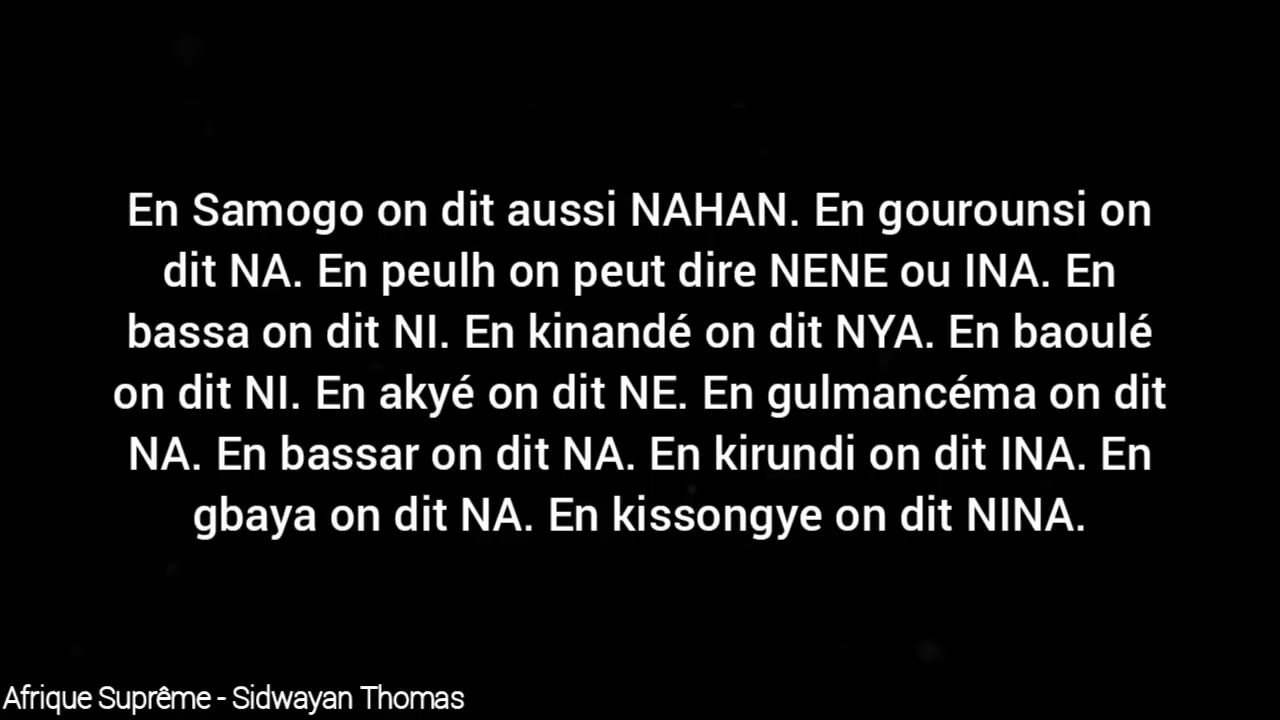 En Samogo on dit aussi NAHAN. En gourounsi on
dit NA. En peulh on peut dire NENE ou INA. En
bassa on dit NI. En kinandé on dit NYA. En baoulé
on dit NI. En akyé on dit NE. En gulmancéma on dit
NA. En bassar on dit NA. En kirundi on dit INA. En
gbaya on dit NA. En kissongye on dit NINA.
Afrique Suprême - Sidwayan Thomas